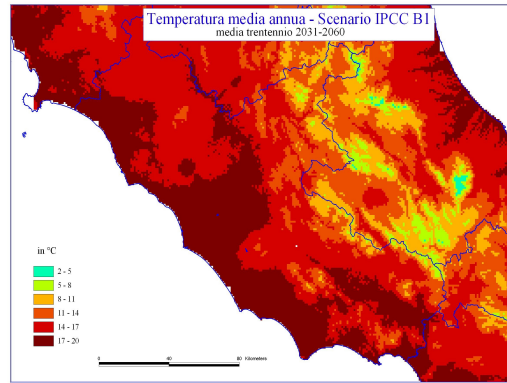 Temperatura media annua - Scenario IPCC B1
media trentennio 2031-2060
in °C
2 - 5
5 - 8
8 - 11
11 - 14
14 - 17
17 - 20
0 40 80 Kilometers